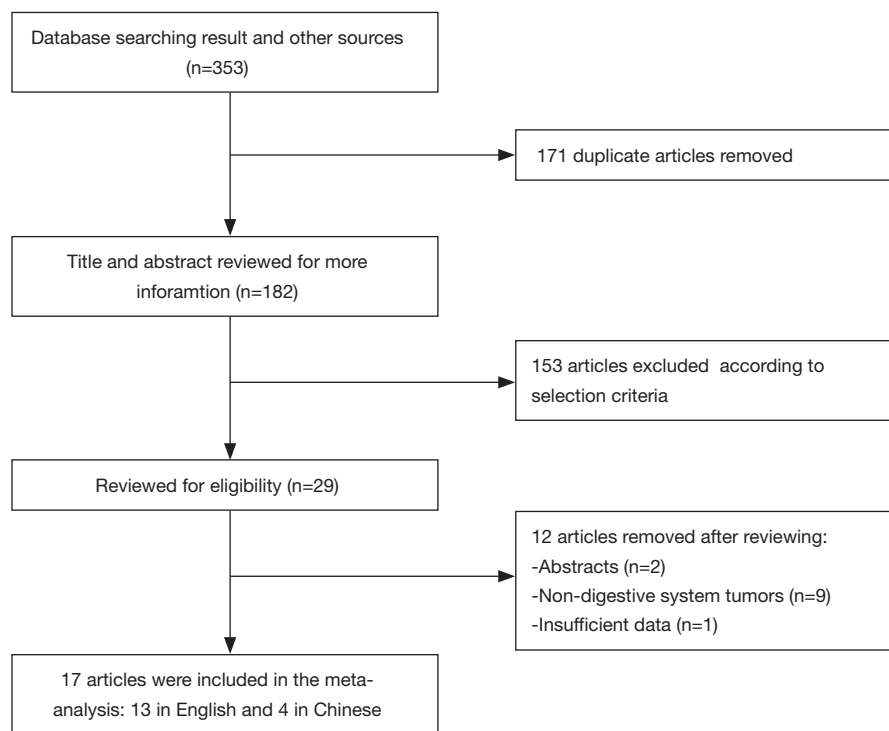 Database searching result and other sources
(n=353)
171 duplicate articles removed
Title and abstract reviewed for more
inforamtion (n=182)
153 articles excluded according to
selection criteria
Reviewed for eligibility (n=29)
12 articles removed after reviewing:
-Abstracts (n=2)
-Non-digestive system tumors (n=9)
-Insufficient data (n=1)
17 articles were included in the meta-
analysis: 13 in English and 4 in Chinese